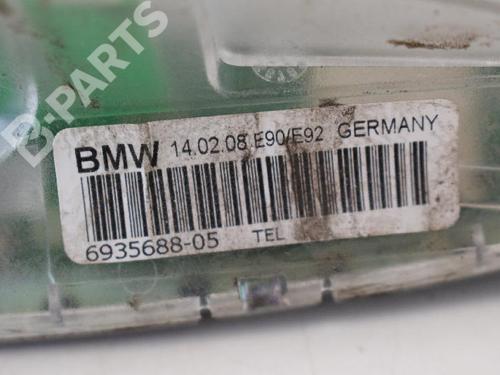 B-PARTS
BMW 14.02.08 E90/E92 GERMANY
6935688-05 TEL